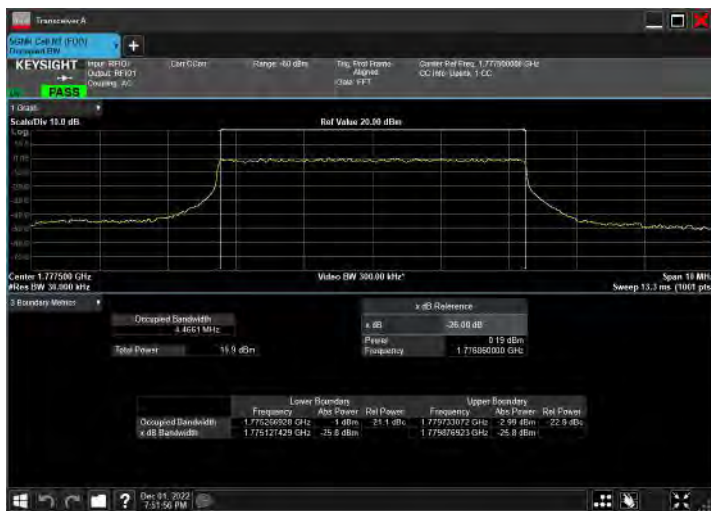 Transceiver A
5GNR Cell N1 (FDD)
Occupied BW
KEYSIGHT
Input: RFIO1
Output: RFIO1
Coupling: AC
Corr CCorr
Range: -60 dBm
Trig: First Frame
Aligned
Gate: FFT
Center Ref Freq: 1.777500000 GHz
CC Info: Uplink, 1 CC
PASS
1 Graph
Scale/Div 10.0 dB
Ref Value 20.00 dBm
Log
Center 1.777500 GHz
Video BW 300.00 kHz*
Span 10 MHz
#Res BW 30.000 kHz
Sweep 13.3 ms (1001 pts
3 Boundary Metrics
x dB Reference
Occupied Bandwidth
4.4661 MHz
x dB
-26.00 dB
Power
0.19 dBm
Total Power
Frequency
1.776860000 GHz
Lower Boundary
Upper Boundary
Frequency
Abs Power
Rel Power
Frequency
Abs Power
Rel Power
Occupied Bandwidth
1.775266928 GHz
-1 dBm
-21.1 dBc
1.779733072 GHz
-2.99 dBm
-22.9 dBc
x dB Bandwidth
1.775127429 GHz
-25.8 dBm
1.779876923 GHz
-25.8 dBm
Dec 01, 2022
7:51:56 PM